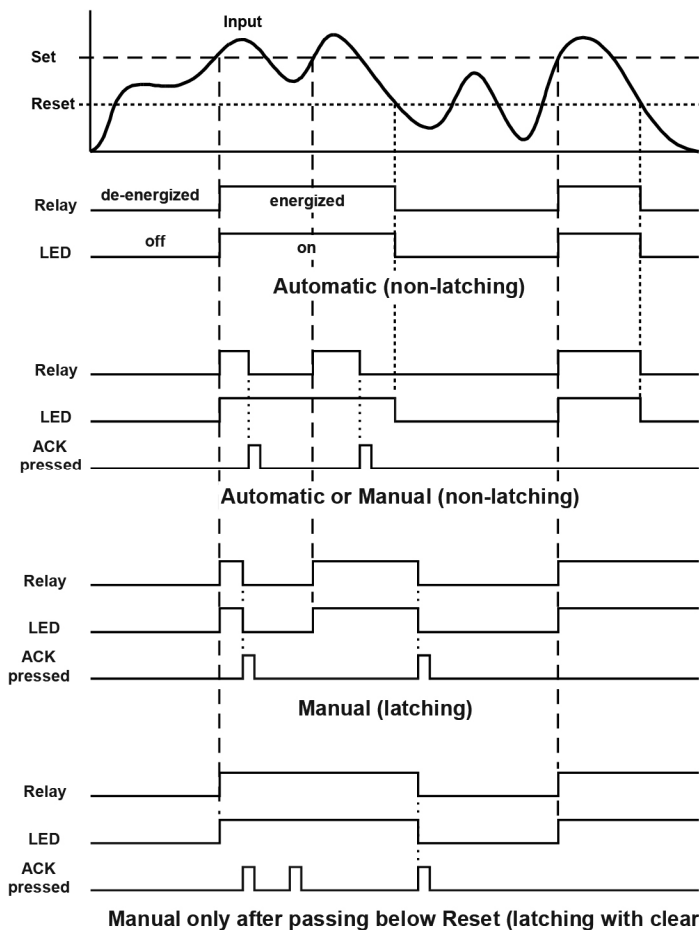 Input
Set
Reset
de-energized
energized
Relay
off
on
LED
Automatic (non-latching)
Relay
LED
ACK
pressed
Automatic or Manual (non-latching)
Relay
LED
ACK
pressed
Manual (latching)
Relay
LED
ACK
pressed
Manual only after passing below Reset (latching with clear